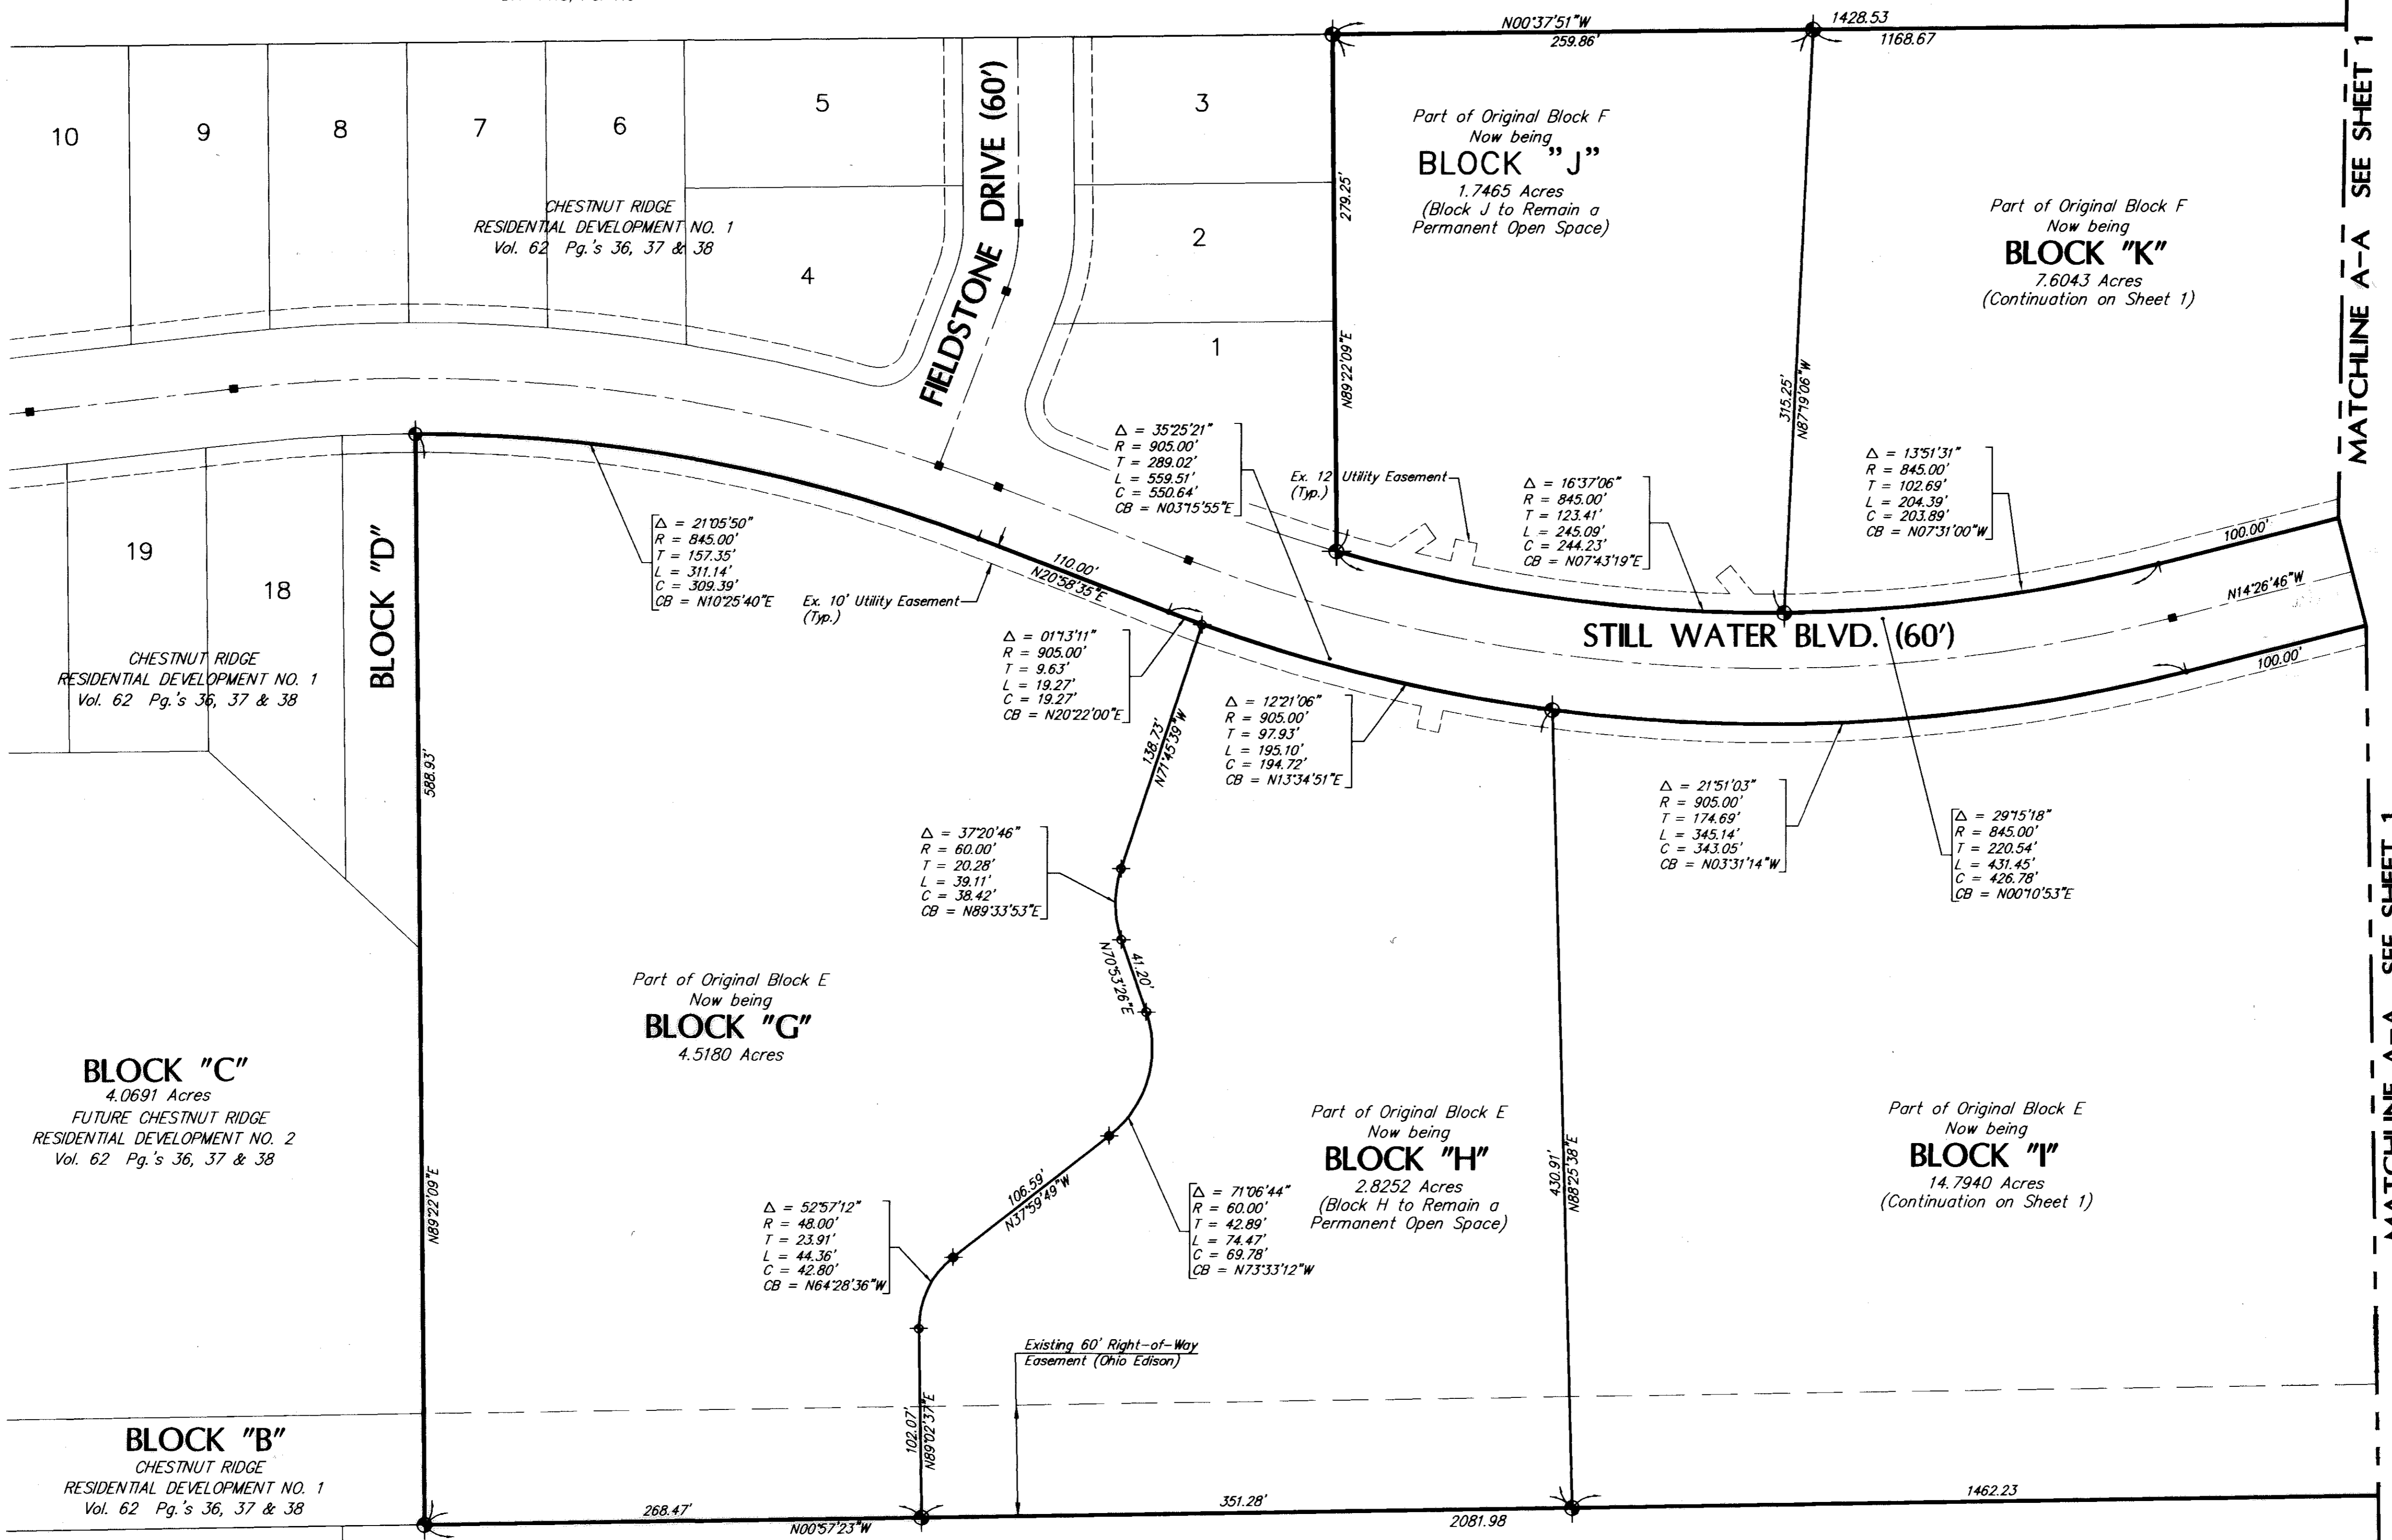 N00°37'51"W
259.86'
1428.53
1168.67
MATCHLINE A-A SEE SHEET 1
10
9
8
7
6
5
4
3
2
1
CHESTNUT RIDGE
RESIDENTIAL DEVELOPMENT NO. 1
Vol. 62 Pg.'s 36, 37 & 38
FIELDSTONE DRIVE (60')
279.25'
N89°22'09"E
Part of Original Block F
Now being
BLOCK "J"
1.7465 Acres
(Block J to Remain a
Permanent Open Space)
315.25'
N87°19'06"W
Part of Original Block F
Now being
BLOCK "K"
7.6043 Acres
(Continuation on Sheet 1)
Δ = 35°25'21"
R = 905.00'
T = 289.02'
L = 559.51'
C = 550.64'
CB = N03°15'55"E
Ex. 12' Utility Easement
(Typ.)
Δ = 16°37'06"
R = 845.00'
T = 123.41'
L = 245.09'
C = 244.23'
CB = N07°43'19"E
Δ = 13°51'31"
R = 845.00'
T = 102.69'
L = 204.39'
C = 203.89'
CB = N07°31'00"W
100.00'
N14°26'46"W
100.00'
STILL WATER BLVD. (60')
19
18
BLOCK "D"
CHESTNUT RIDGE
RESIDENTIAL DEVELOPMENT NO. 1
Vol. 62 Pg.'s 36, 37 & 38
Δ = 21°05'50"
R = 845.00'
T = 157.35'
L = 311.14'
C = 309.39'
CB = N10°25'40"E
Ex. 10' Utility Easement
(Typ.)
110.00'
N20°58'35"E
Δ = 01°13'11"
R = 905.00'
T = 9.63'
L = 19.27'
C = 19.27'
CB = N20°22'00"E
138.73'
N71°45'39"W
Δ = 12°21'06"
R = 905.00'
T = 97.93'
L = 195.10'
C = 194.72'
CB = N13°34'51"E
Δ = 21°51'03"
R = 905.00'
T = 174.69'
L = 345.14'
C = 343.05'
CB = N03°31'14"W
Δ = 29°15'18"
R = 845.00'
T = 220.54'
L = 431.45'
C = 426.78'
CB = N00°10'53"E
588.93'
N89°22'09"E
Δ = 37°20'46"
R = 60.00'
T = 20.28'
L = 39.11'
C = 38.42'
CB = N89°33'53"E
41.20'
N70°53'26"E
Part of Original Block E
Now being
BLOCK "G"
4.5180 Acres
BLOCK "C"
4.0691 Acres
FUTURE CHESTNUT RIDGE
RESIDENTIAL DEVELOPMENT NO. 2
Vol. 62 Pg.'s 36, 37 & 38
Part of Original Block E
Now being
BLOCK "H"
2.8252 Acres
(Block H to Remain a
Permanent Open Space)
430.91'
N88°25'38"E
Part of Original Block E
Now being
BLOCK "I"
14.7940 Acres
(Continuation on Sheet 1)
MATCHLINE A-A SEE SHEET 1
106.59'
N37°59'49"W
Δ = 71°06'44"
R = 60.00'
T = 42.89'
L = 74.47'
C = 69.78'
CB = N73°33'12"W
Δ = 52°57'12"
R = 48.00'
T = 23.91'
L = 44.36'
C = 42.80'
CB = N64°28'36"W
Existing 60' Right-of-Way
Easement (Ohio Edison)
102.07'
N89°02'37"E
BLOCK "B"
CHESTNUT RIDGE
RESIDENTIAL DEVELOPMENT NO. 1
Vol. 62 Pg.'s 36, 37 & 38
268.47'
N00°57'23"W
351.28'
2081.98
1462.23